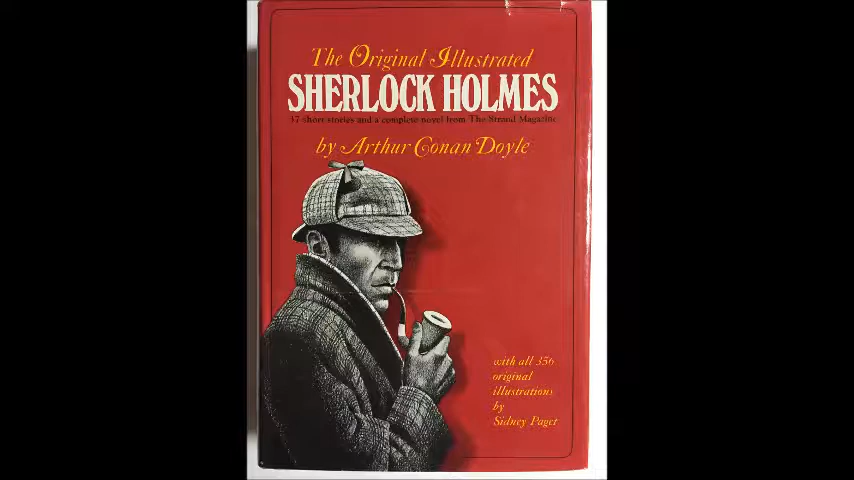 The Original Illustrated
SHERLOCK HOLMES
37 short stories and a complete novel from The Strand Magazine
by Arthur Conan Doyle
with all 356
original
illustrations
by
Sidney Paget